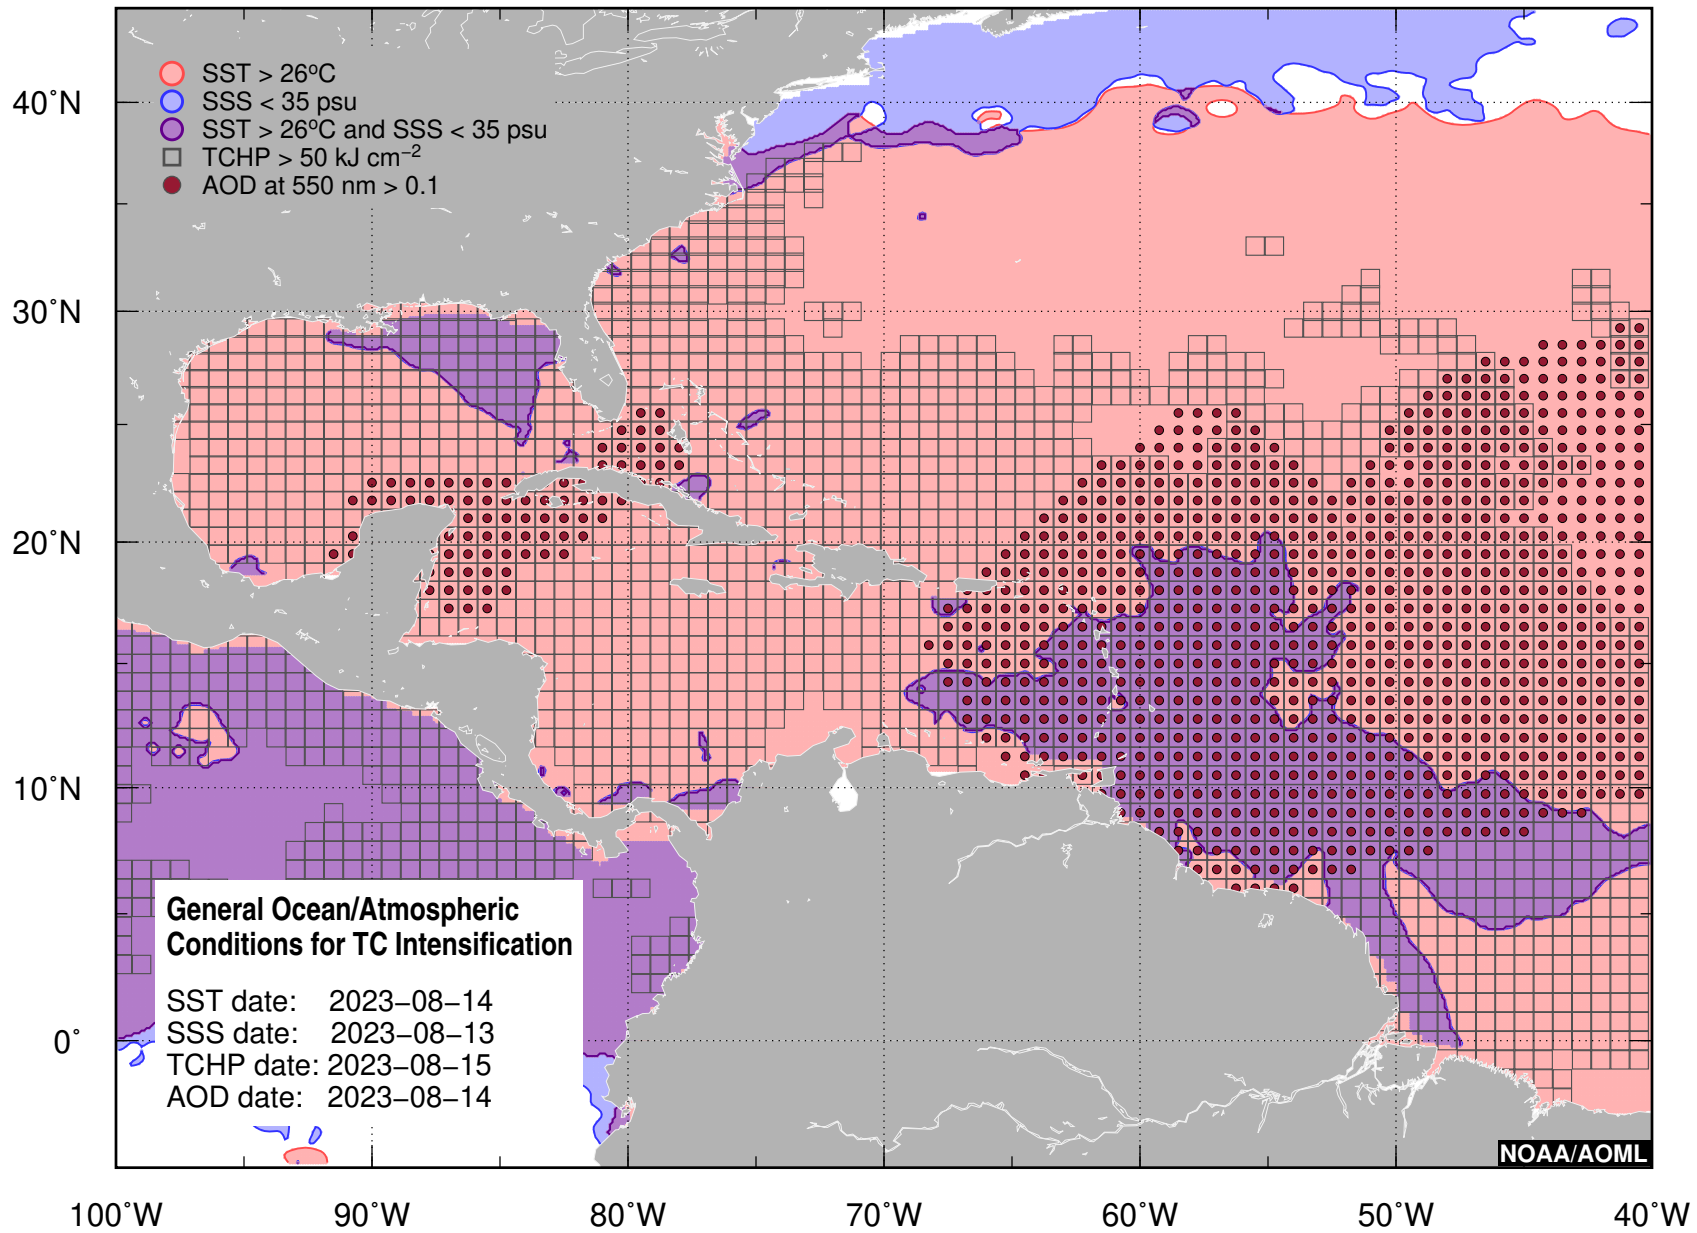 SST > 26ºC
40˚N
SSS < 35 psu
SST > 26ºC and SSS < 35 psu
TCHP > 50 kJ cm−2
AOD at 550 nm > 0.1
30˚N
20˚N
10˚N
General Ocean/Atmospheric
Conditions for TC Intensification
SST date: 2023−08−14
SSS date: 2023−08−13
0˚
TCHP date: 2023−08−15
AOD date: 2023−08−14
NOAA/AOML
100˚W 90˚W 80˚W 70˚W 60˚W 50˚W 40˚W